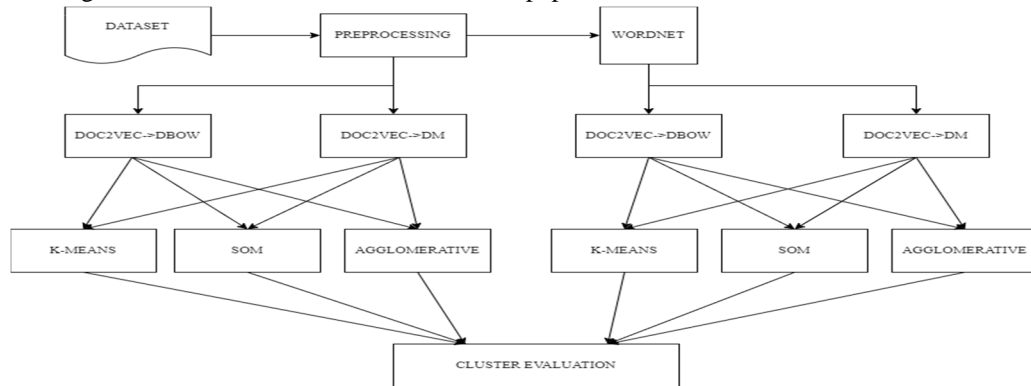 DATASET
PREPROCESSING
WORDNET
DOC2VEC->DBOW
DOC2VEC->DM
DOC2VEC->DBOW
DOC2VEC->DM
K-MEANS
SOM
AGGLOMERATIVE
K-MEANS
SOM
AGGLOMERATIVE
CLUSTER EVALUATION